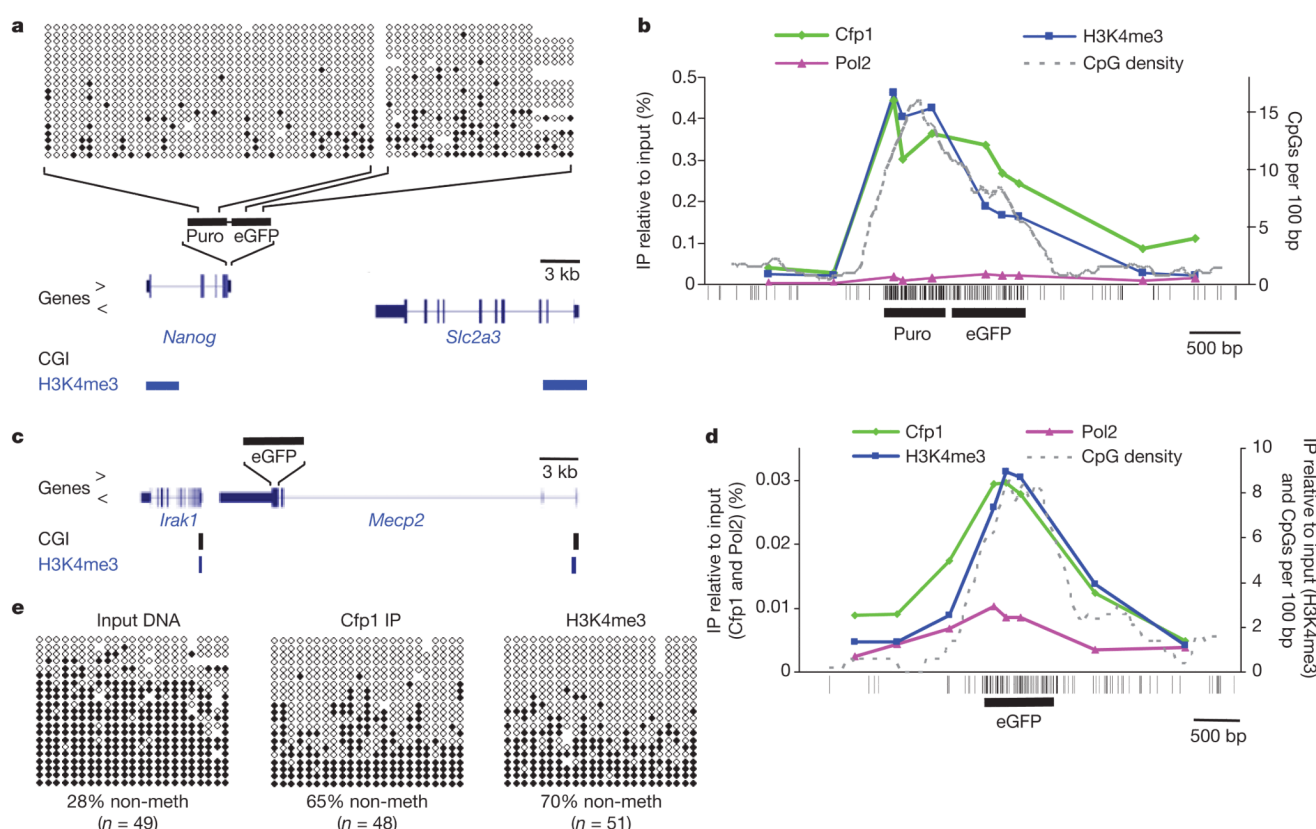 a
Puro eGFP
3 kb
Genes >
<
Nanog Slc2a3
CGI
H3K4me3
b
Cfp1 H3K4me3
Pol2 CpG density
IP relative to input (%)
0.5
0.4
0.3
0.2
0.1
0
CpGs per 100 bp
15
10
5
0
Puro eGFP
500 bp
c
eGFP
3 kb
Genes >
<
Irak1 Mecp2
CGI
H3K4me3
d
Cfp1 Pol2
H3K4me3 CpG density
IP relative to input
(Cfp1 and Pol2) (%)
0.03
0.02
0.01
0
IP relative to input (H3K4me3)
and CpGs per 100 bp
10
8
6
4
2
0
eGFP
500 bp
e
Input DNA Cfp1 IP H3K4me3
28% non-meth 65% non-meth 70% non-meth
(n = 49) (n = 48) (n = 51)